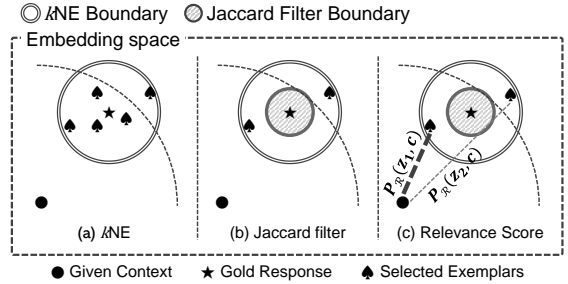 kNE Boundary Jaccard Filter Boundary
Embedding space
P_R(z_1, c)
P_R(z_2, c)
(a) kNE (b) Jaccard filter (c) Relevance Score
Given Context Gold Response Selected Exemplars